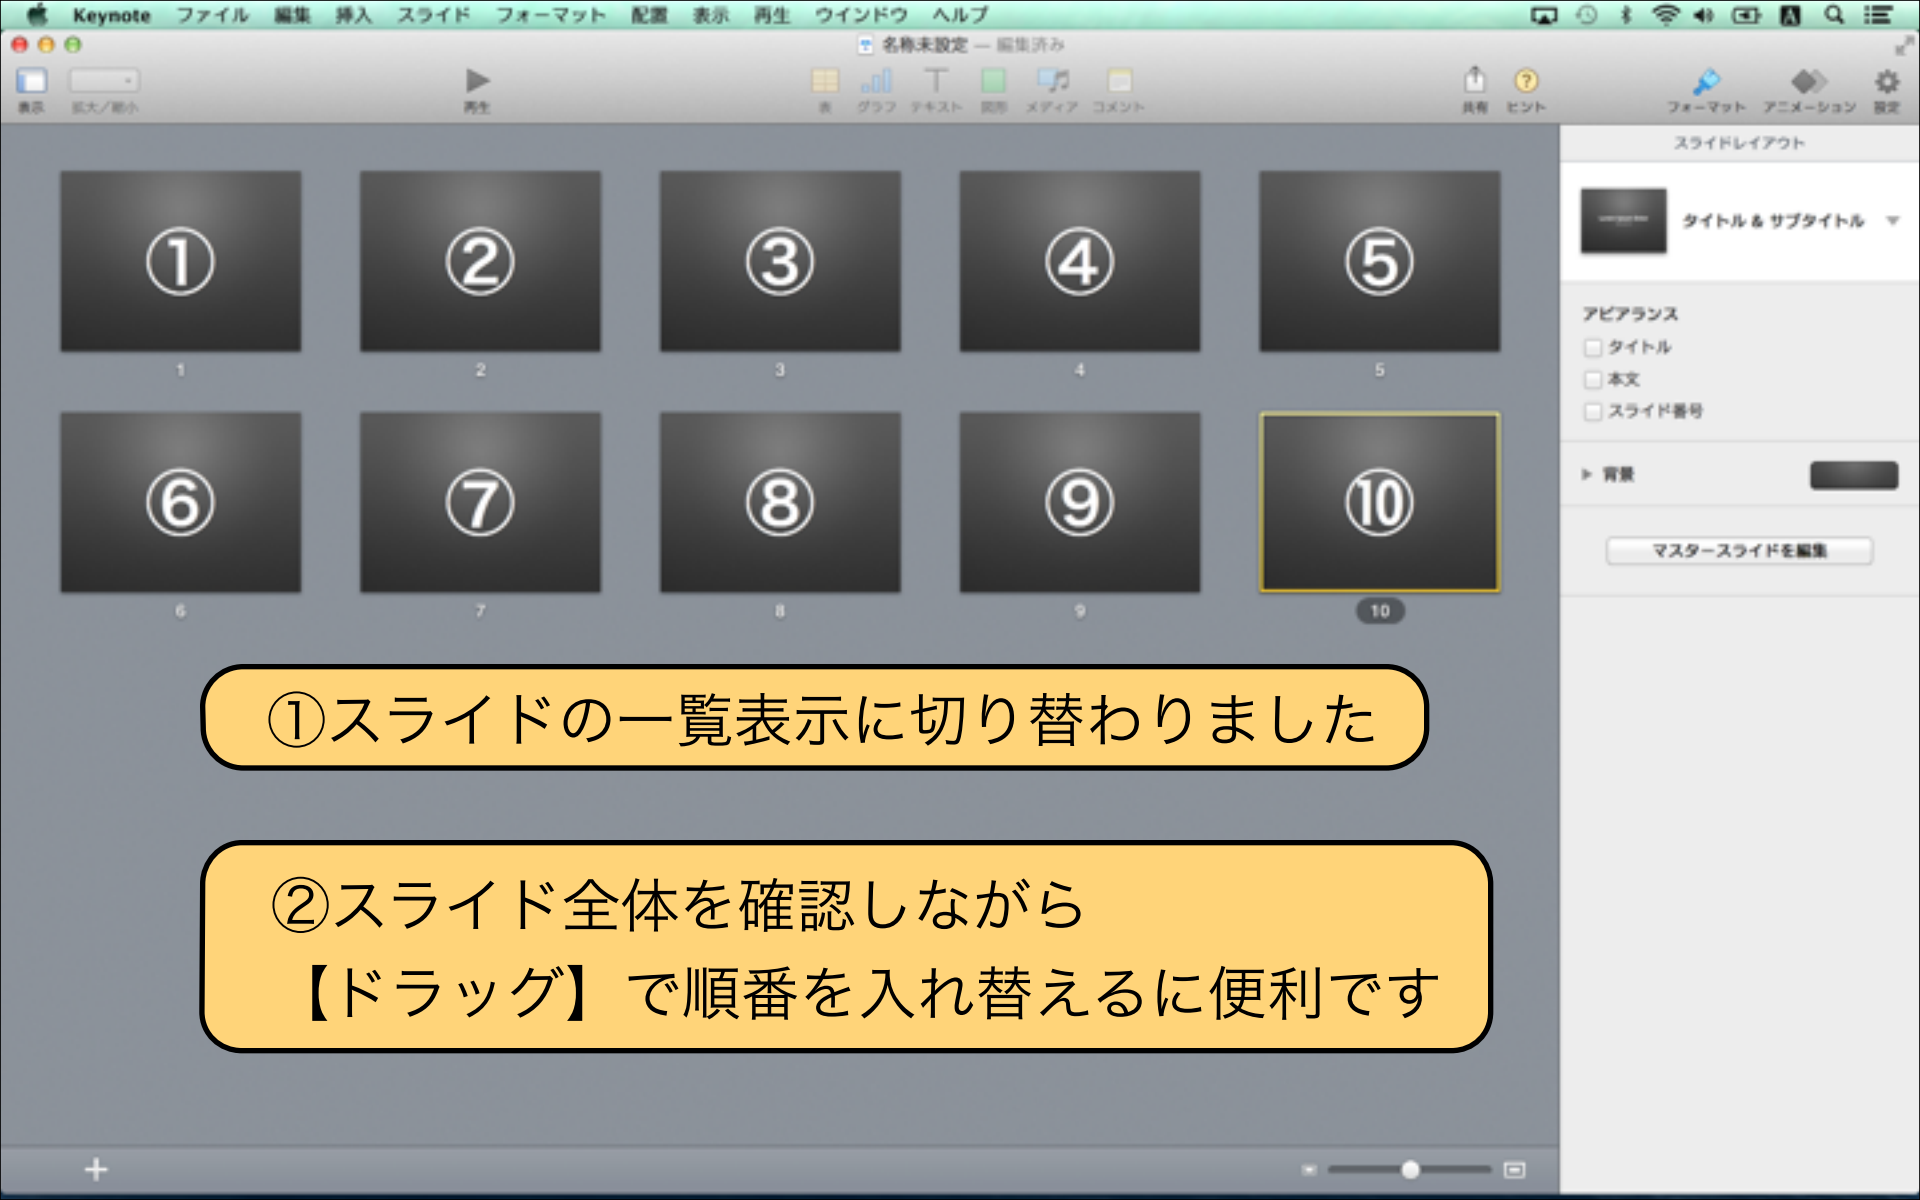 Keynote ファイル 編集 挿入 スライド フォーマット 配置 表示 再生 ウインドウ ヘルプ
名称未設定 — 編集済み
表示 拡大/縮小 再生 表 グラフ テキスト 図形 メディア コメント 共有 ヒント フォーマット アニメーション 設定
スライドレイアウト
タイトル & サブタイトル
アピアランス
タイトル
本文
スライド番号
背景
マスタースライドを編集
① ② ③ ④ ⑤
1 2 3 4 5
⑥ ⑦ ⑧ ⑨ ⑩
6 7 8 9 10
①スライドの一覧表示に切り替わりました
②スライド全体を確認しながら
【ドラッグ】で順番を入れ替えるに便利です